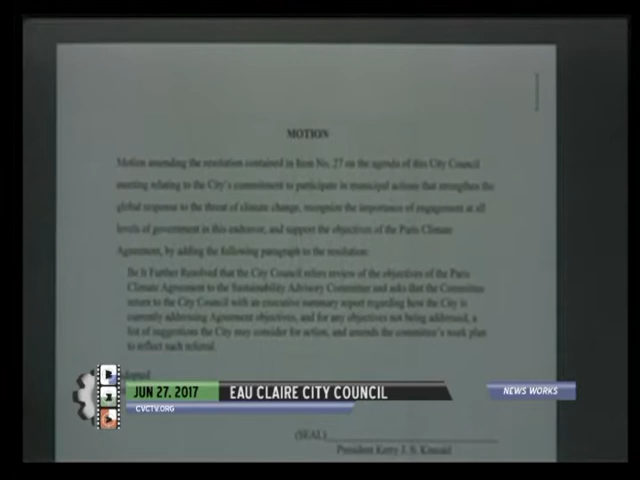 MOTION
Motion amending the resolution contained in Item No. 27 on the agenda of this City Council
meeting relating to the City's commitment to participate in municipal actions that strengthen the
global response to the threat of climate change, recognize the importance of engagement at all
levels of government in this endeavor, and support the objectives of the Paris Climate
Agreement, by adding the following paragraph to the resolution:
Be It Further Resolved that the City Council refers review of the objectives of the Paris
Climate Agreement to the Sustainability Advisory Committee and asks that the Committee
return to the City Council with an executive summary report regarding how the City is
currently addressing Agreement objectives, and for any objectives not being addressed, a
list of suggestions the City may consider for action, and amends the committee's work plan
to reflect such referral.
JUN 27, 2017 EAU CLAIRE CITY COUNCIL NEWS WORKS
CVCTV.ORG
(SEAL)
President Kerry J. S. Kincaid